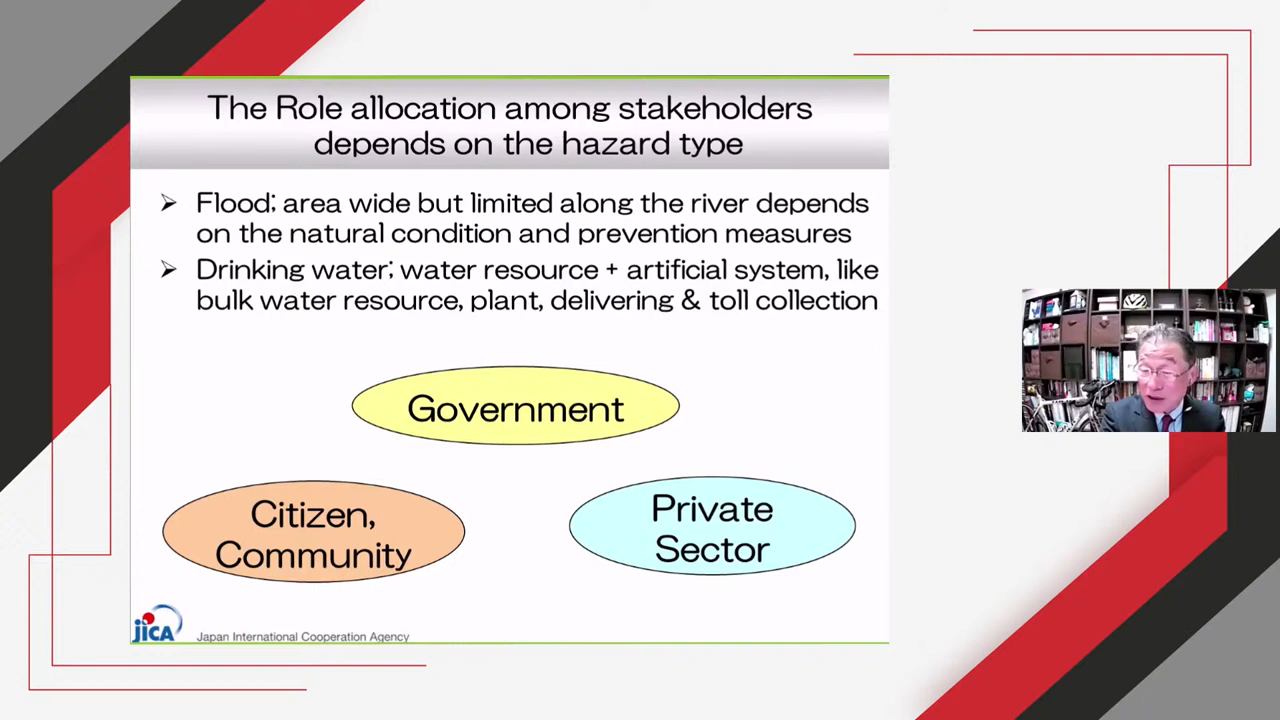 The Role allocation among stakeholders
depends on the hazard type
Flood; area wide but limited along the river depends
on the natural condition and prevention measures
Drinking water; water resource + artificial system, like
bulk water resource, plant, delivering & toll collection
Government
Citizen,
Community
Private
Sector
jICA Japan International Cooperation Agency